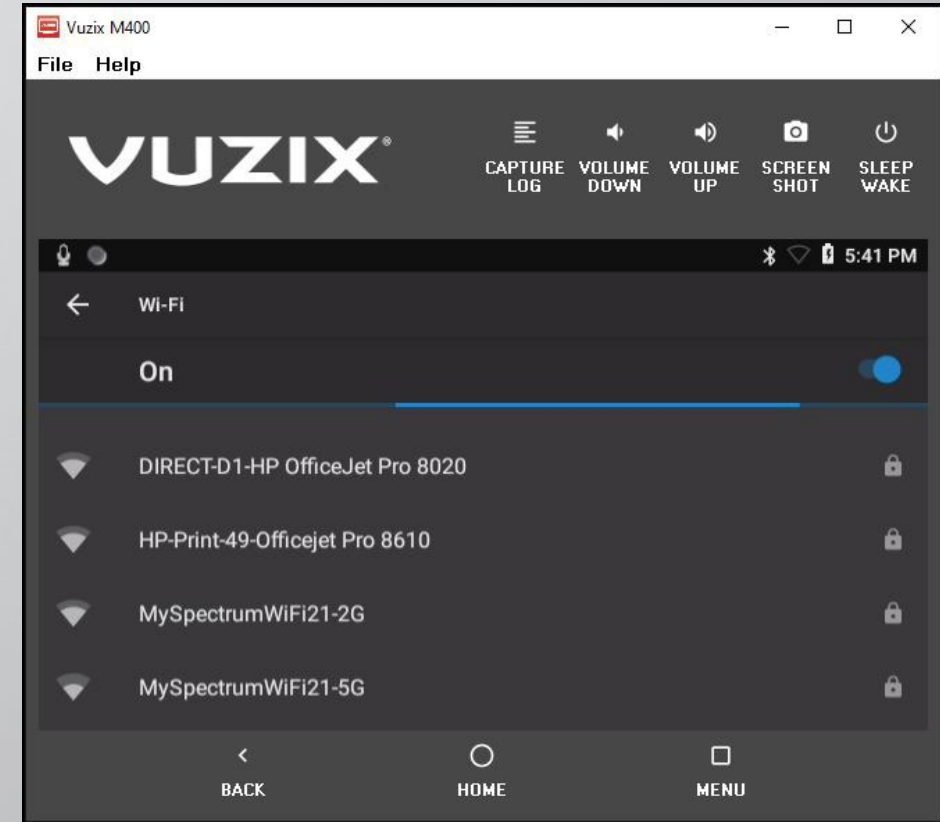 Vuzix M400
File Help
VUZIX®
CAPTURE LOG
VOLUME DOWN
VOLUME UP
SCREEN SHOT
SLEEP WAKE
5:41 PM
Wi-Fi
On
DIRECT-D1-HP OfficeJet Pro 8020
HP-Print-49-Officejet Pro 8610
MySpectrumWiFi21-2G
MySpectrumWiFi21-5G
BACK HOME MENU